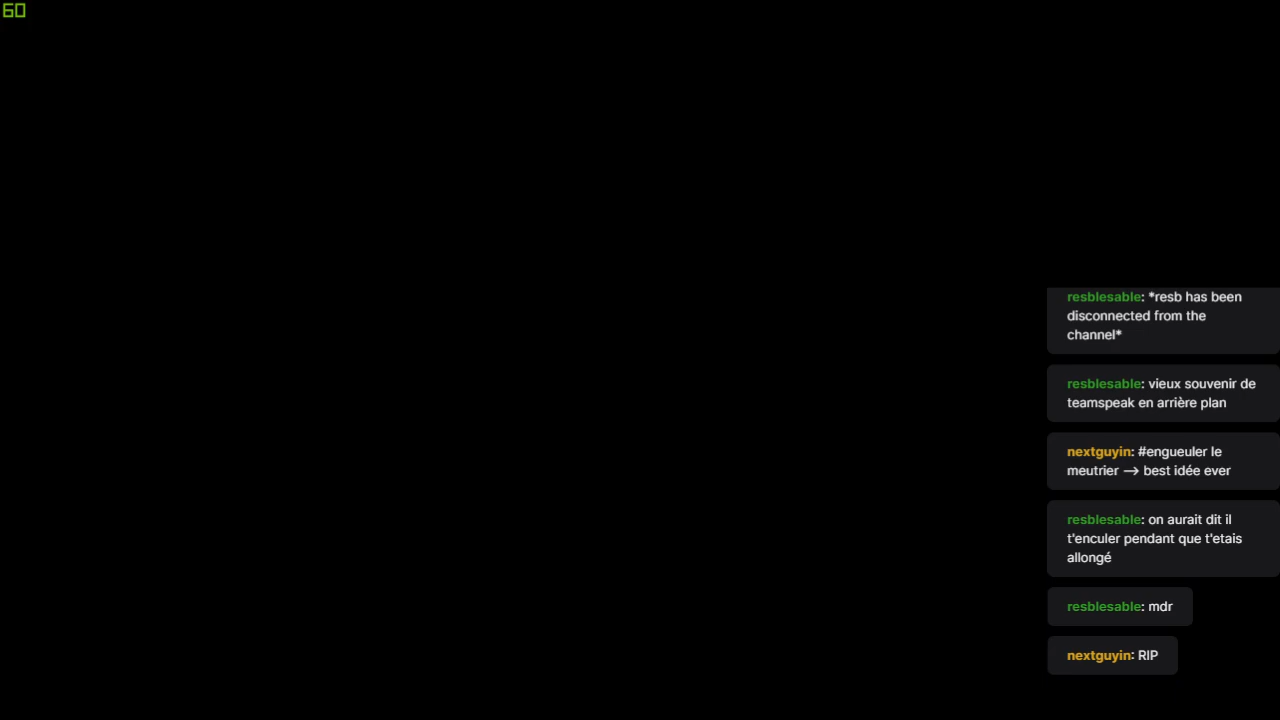 60
resblesable: *resb has been
disconnected from the
channel*
resblesable: vieux souvenir de
teamspeak en arrière plan
nextguyin: #engueuler le
meutrier --> best idée ever
resblesable: on aurait dit il
t'enculer pendant que t'etais
allongé
resblesable: mdr
nextguyin: RIP